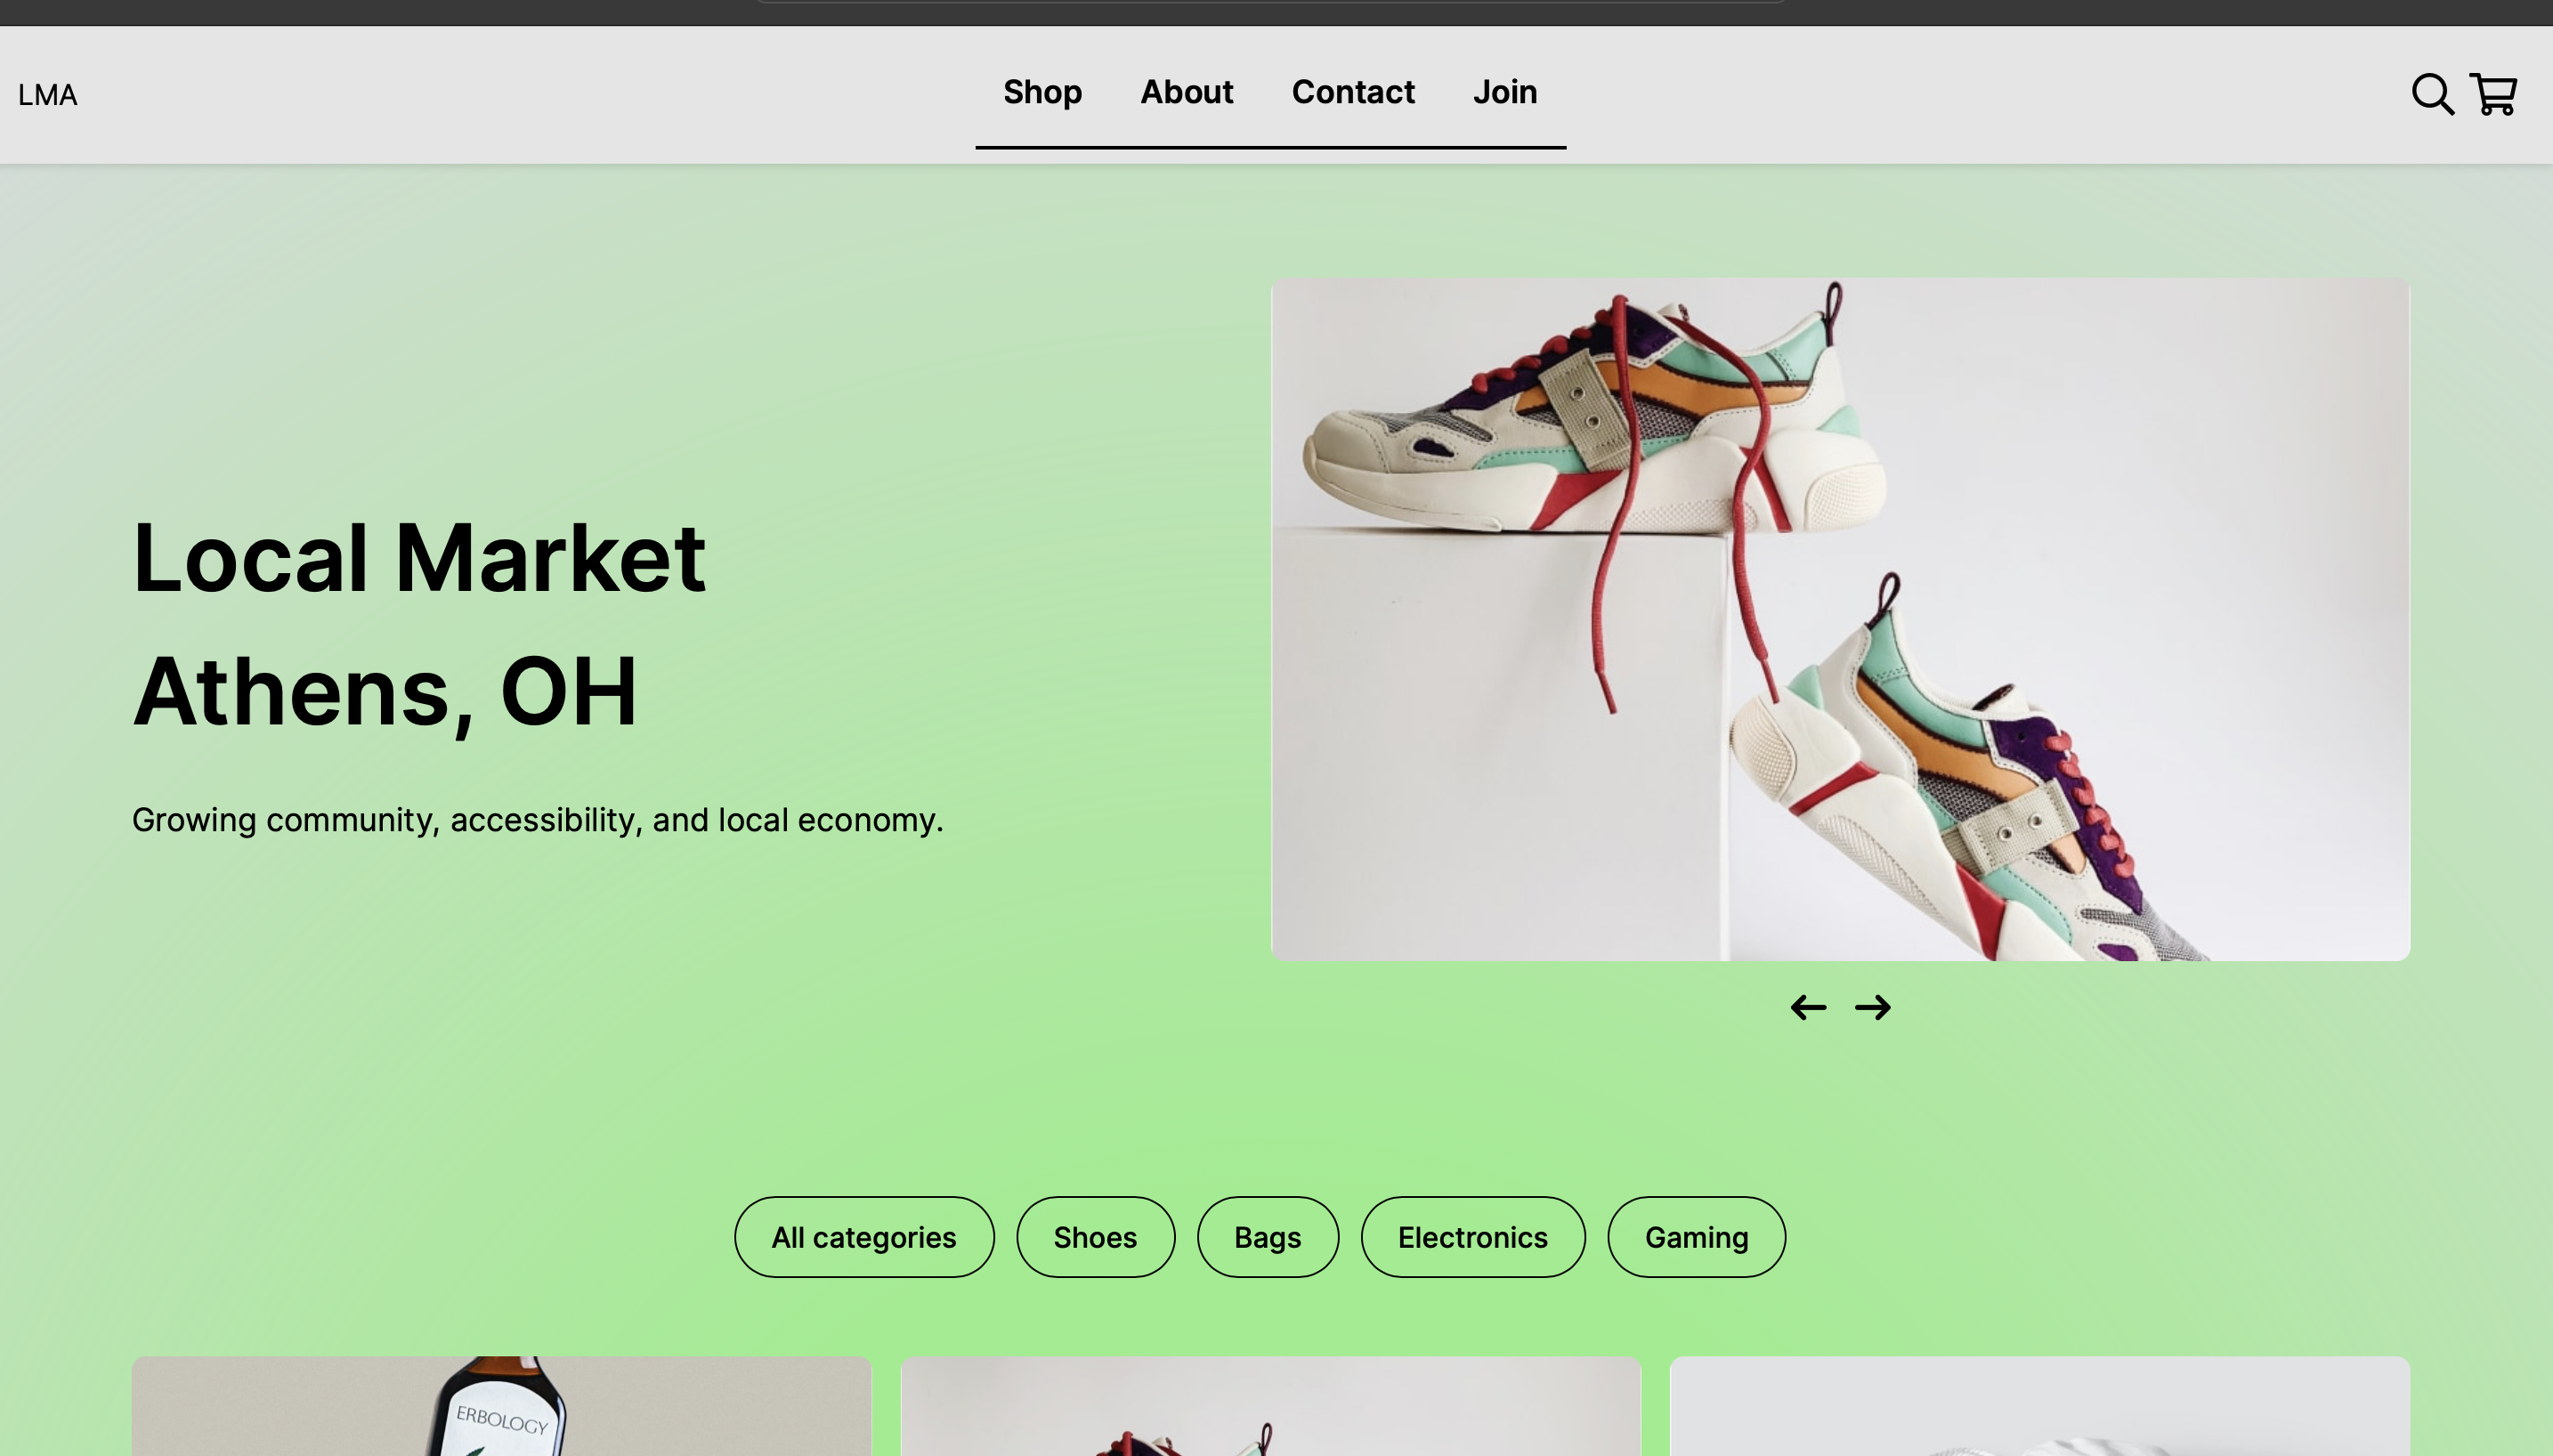 LMA
Shop About Contact Join
Local Market
Athens, OH
Growing community, accessibility, and local economy.
All categories Shoes Bags Electronics Gaming
ERBOLOGY